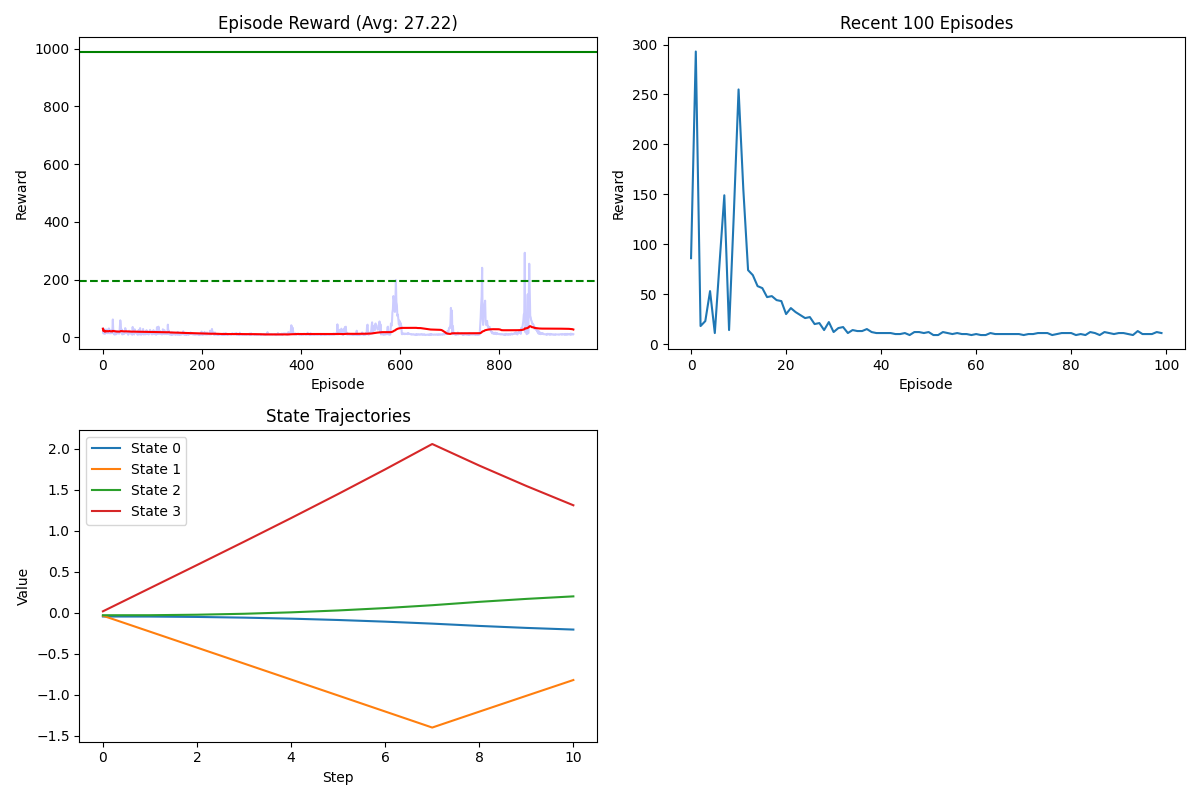 Episode Reward (Avg: 27.22)
Reward
1000
800
600
400
200
0
0 200 400 600 800
Episode
Recent 100 Episodes
Reward
300
250
200
150
100
50
0
0 20 40 60 80 100
Episode
State Trajectories
Value
2.0
1.5
1.0
0.5
0.0
−0.5
−1.0
−1.5
State 0
State 1
State 2
State 3
0 2 4 6 8 10
Step